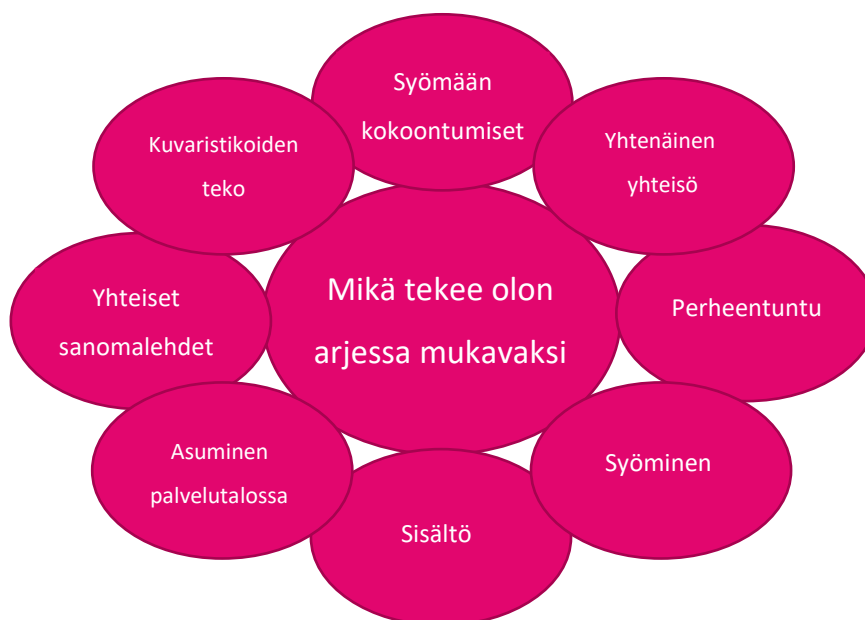 Syömään
kokoontumiset
Yhtenäinen
yhteisö
Perheentuntu
Syöminen
Sisältö
Asuminen
palvelutalossa
Yhteiset
sanomalehdet
Kuvaristikoiden
teko
Mikä tekee olon
arjessa mukavaksi